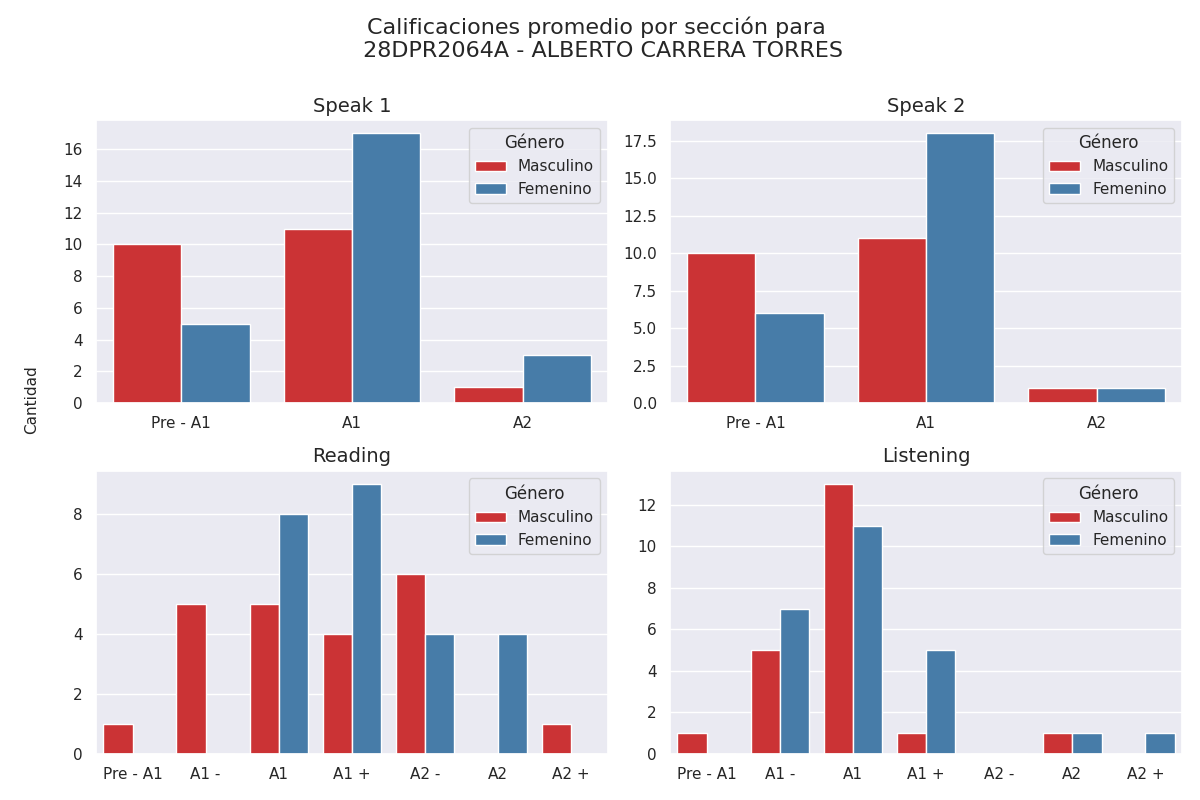 Calificaciones promedio por sección para
28DPR2064A - ALBERTO CARRERA TORRES
Cantidad
Speak 1
16
14
12
10
8
6
4
2
0
Pre - A1 A1 A2
Género
Masculino
Femenino
Speak 2
17.5
15.0
12.5
10.0
7.5
5.0
2.5
0.0
Pre - A1 A1 A2
Género
Masculino
Femenino
Reading
8
6
4
2
0
Pre - A1 A1 - A1 A1 + A2 - A2 A2 +
Género
Masculino
Femenino
Listening
12
10
8
6
4
2
0
Pre - A1 A1 - A1 A1 + A2 - A2 A2 +
Género
Masculino
Femenino